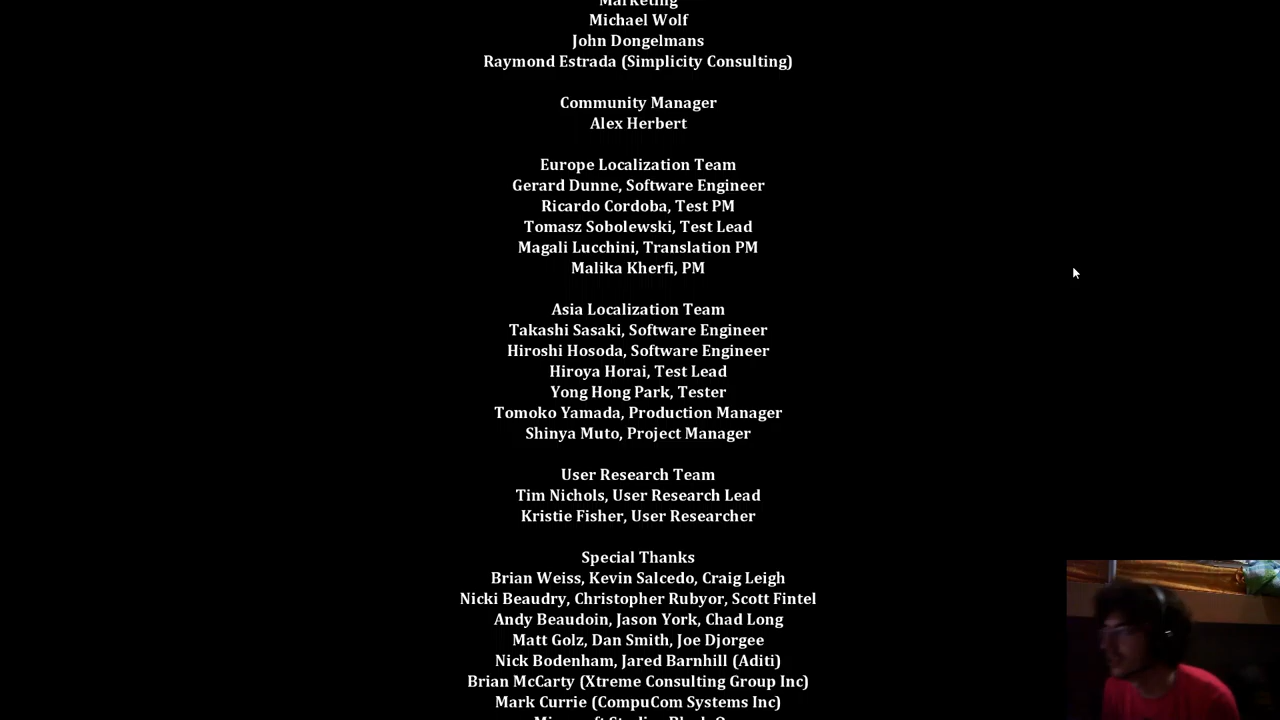 Marketing
Michael Wolf
John Dongelmans
Raymond Estrada (Simplicity Consulting)
Community Manager
Alex Herbert
Europe Localization Team
Gerard Dunne, Software Engineer
Ricardo Cordoba, Test PM
Tomasz Sobolewski, Test Lead
Magali Lucchini, Translation PM
Malika Kherfi, PM
Asia Localization Team
Takashi Sasaki, Software Engineer
Hiroshi Hosoda, Software Engineer
Hiroya Horai, Test Lead
Yong Hong Park, Tester
Tomoko Yamada, Production Manager
Shinya Muto, Project Manager
User Research Team
Tim Nichols, User Research Lead
Kristie Fisher, User Researcher
Special Thanks
Brian Weiss, Kevin Salcedo, Craig Leigh
Nicki Beaudry, Christopher Rubyor, Scott Fintel
Andy Beaudoin, Jason York, Chad Long
Matt Golz, Dan Smith, Joe Djorgee
Nick Bodenham, Jared Barnhill (Aditi)
Brian McCarty (Xtreme Consulting Group Inc)
Mark Currie (CompuCom Systems Inc)